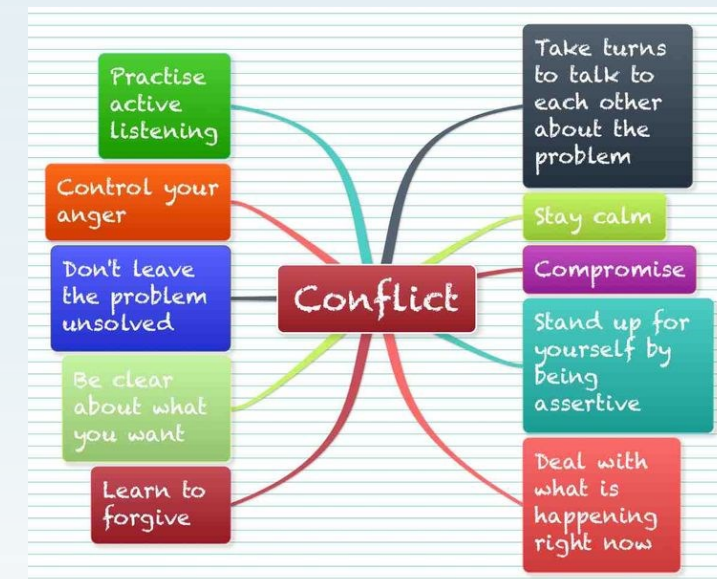 Practise
active
listening
Control your
anger
Don't leave
the problem
unsolved
Be clear
about what
you want
Learn to
forgive
Conflict
Take turns
to talk to
each other
about the
problem
Stay calm
Compromise
Stand up for
yourself by
being
assertive
Deal with
what is
happening
right now